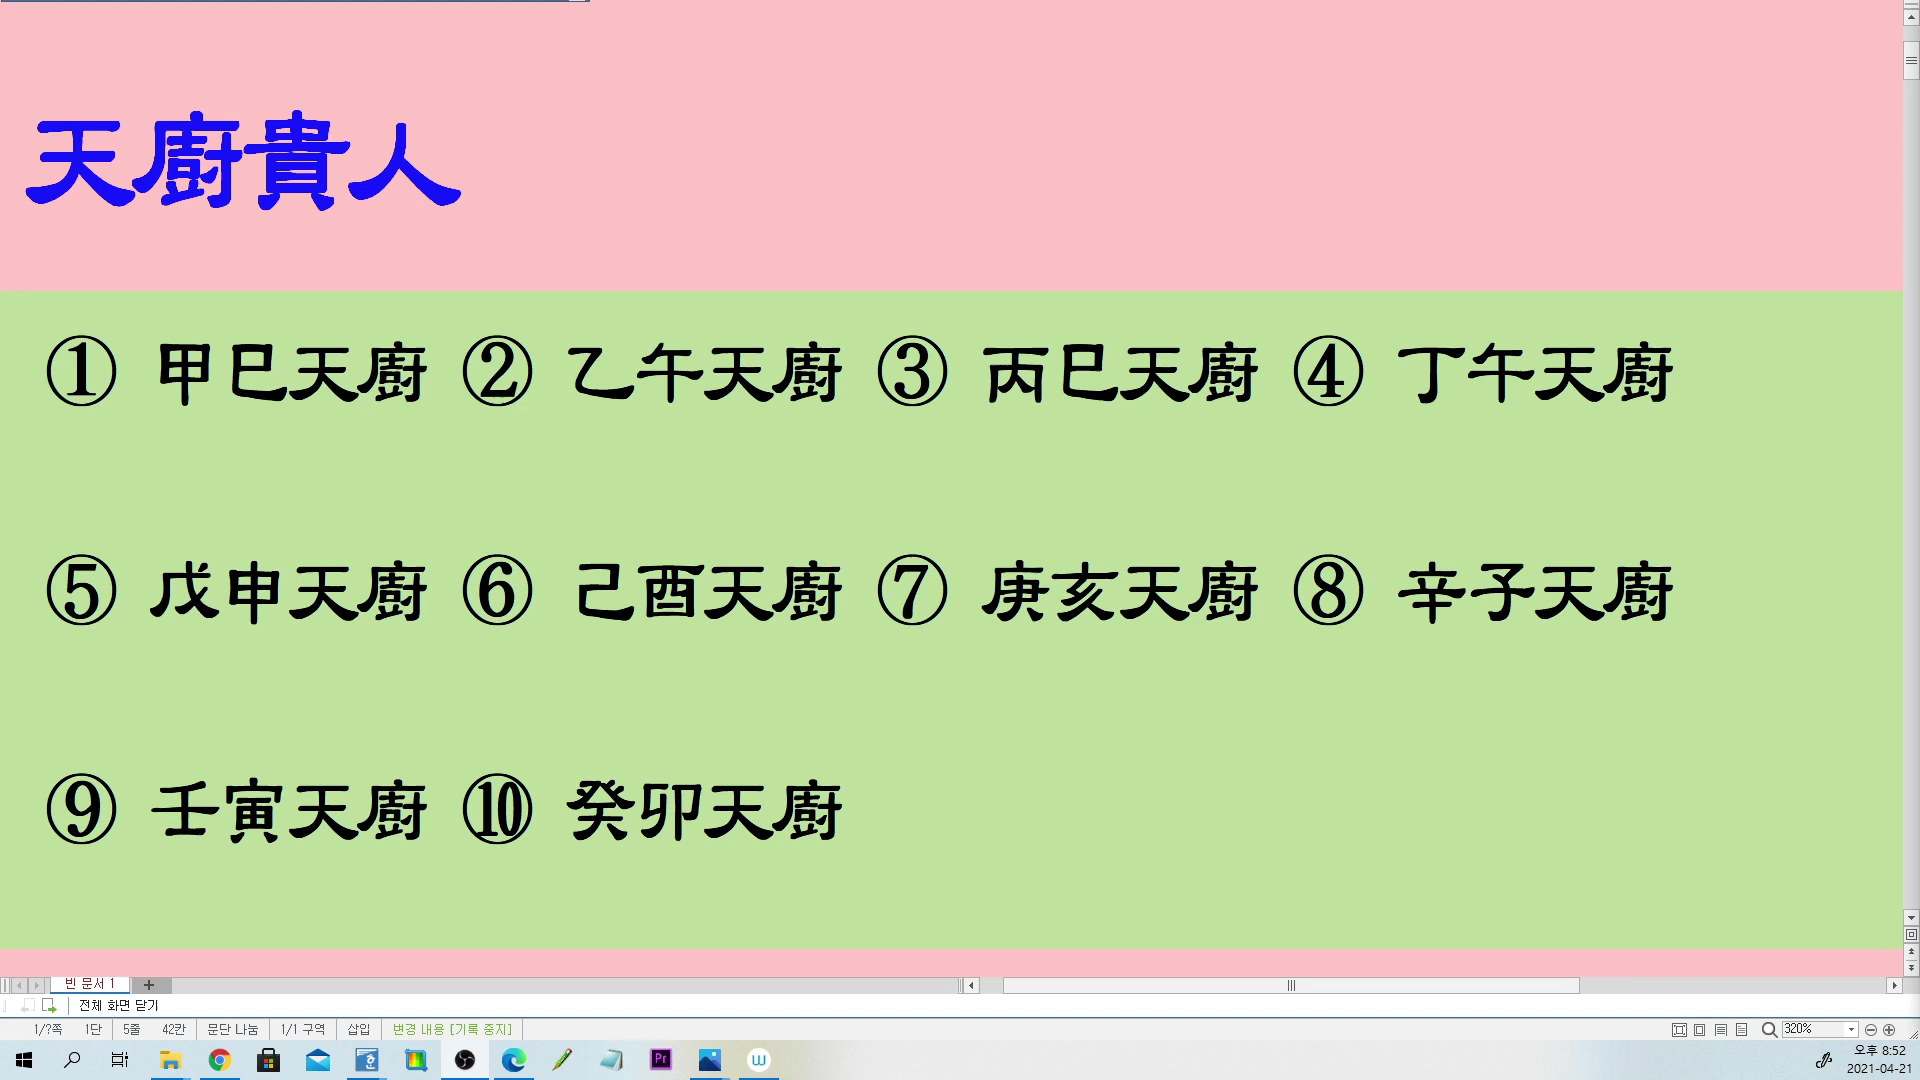 天廚貴人
① 甲巳天廚 ② 乙午天廚 ③ 丙巳天廚 ④ 丁午天廚
⑤ 戊申天廚 ⑥ 己酉天廚 ⑦ 庚亥天廚 ⑧ 辛子天廚
⑨ 壬寅天廚 ⑩ 癸卯天廚
빈 문서 1
전체 화면 닫기
1/?쪽 1단 5줄 42칸 문단 나눔 1/1 구역 삽입 변경 내용 [기록 중지] 320%
Pr W 오후 8:52
2021-04-21